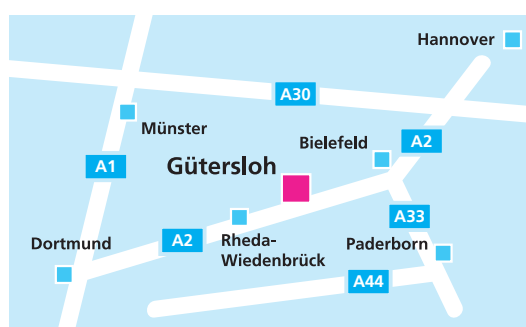 Hannover
A30
Münster
A2
Bielefeld
A1
Gütersloh
A33
Dortmund
A2
Rheda-
Wiedenbrück
Paderborn
A44